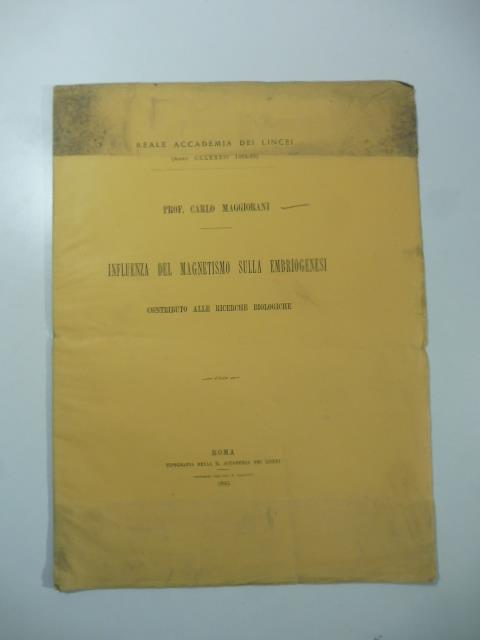 REALE ACCADEMIA DEI LINCEI
(ANNO
PROF. CARLO MAGGIORANI
INFLUENZA DEL MAGNETISMO SULLA EMBRIOGENESI
CONTRIBUTO ALLE RICERCHE BIOLOGICHE
ROMA
TIPOGRAFIA DELLA R. ACCADEMIA DEI LINCEI